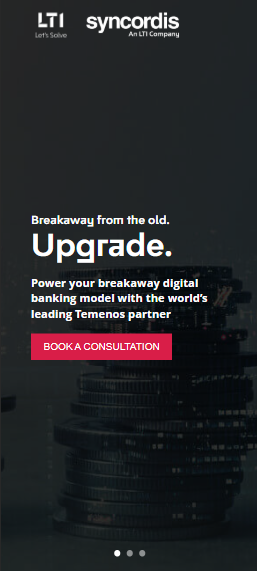 LTI
Let's Solve
syncordis
An LTI Company
Breakaway from the old.
Upgrade.
Power your breakaway digital
banking model with the world's
leading Temenos partner
BOOK A CONSULTATION